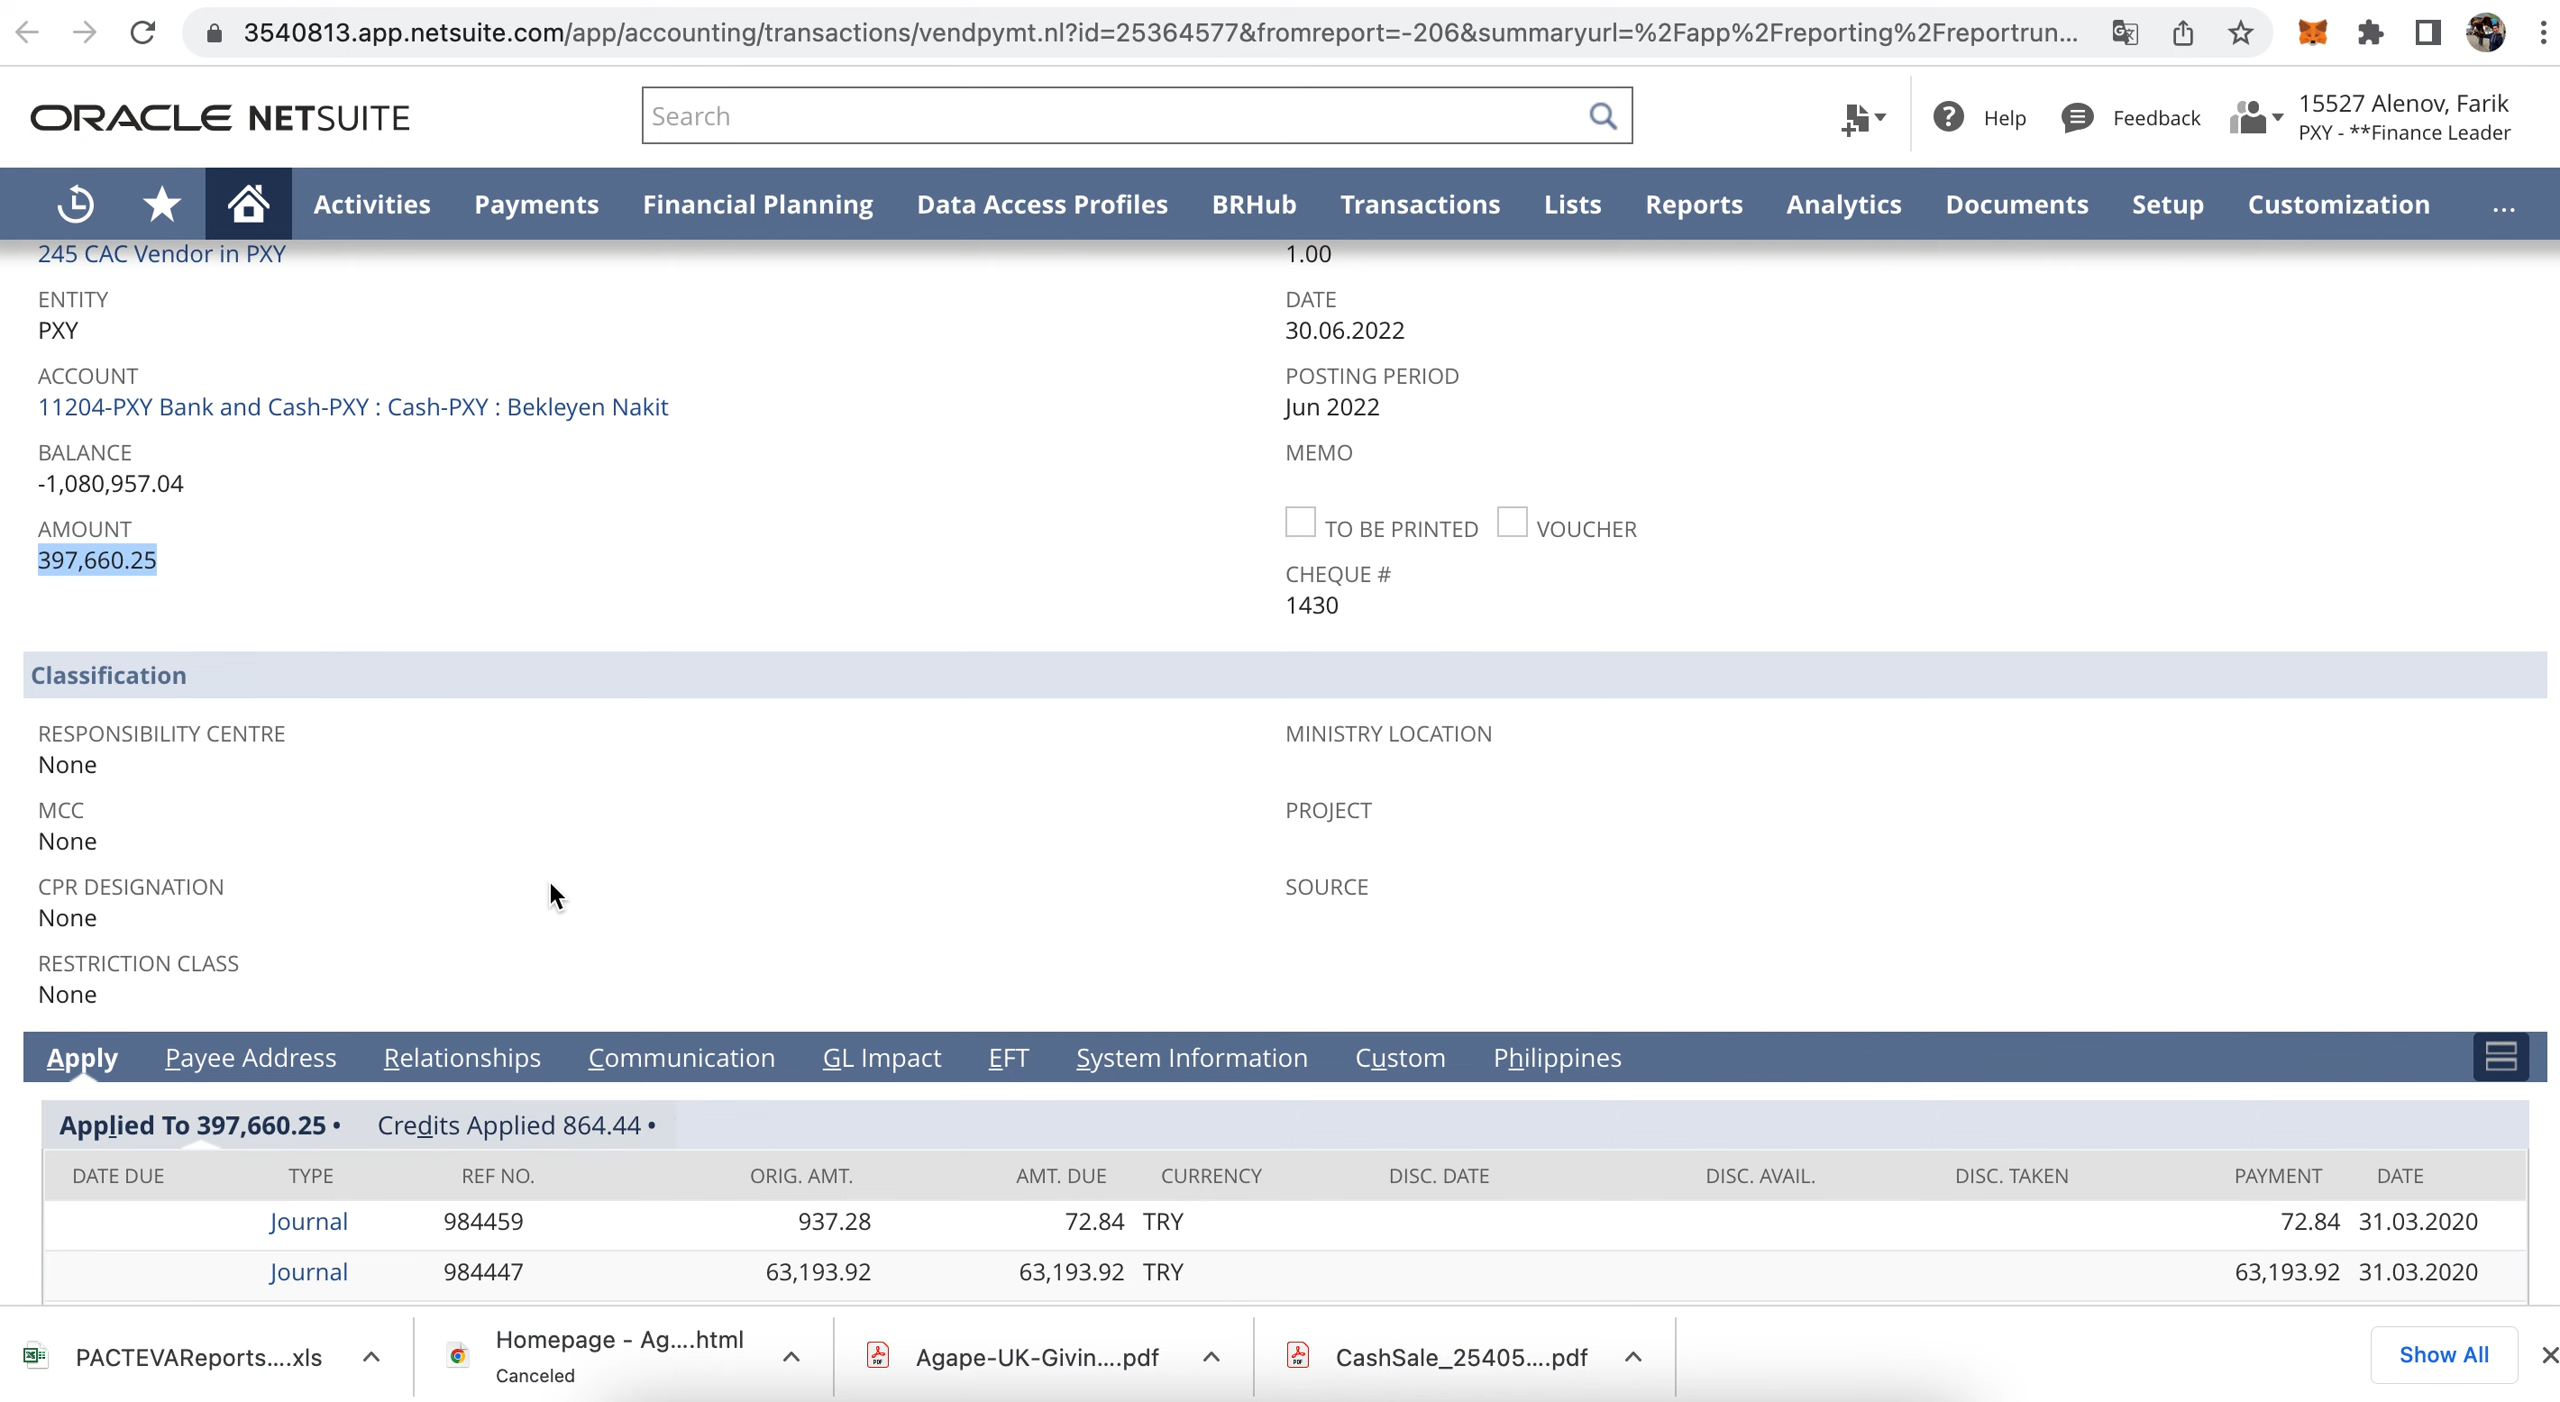 3540813.app.netsuite.com/app/accounting/transactions/vendpymt.nl?id=25364577&fromreport=-206&summaryurl=%2Fapp%2Freporting%2Freportrun...
ORACLE NETSUITE
Search
Help
Feedback
15527 Alenov, Farik
PXY - **Finance Leader
Activities Payments Financial Planning Data Access Profiles BRHub Transactions Lists Reports Analytics Documents Setup Customization ...
245 CAC Vendor in PXY
1.00
ENTITY
PXY
DATE
30.06.2022
ACCOUNT
11204-PXY Bank and Cash-PXY : Cash-PXY : Bekleyen Nakit
POSTING PERIOD
Jun 2022
BALANCE
-1,080,957.04
MEMO
AMOUNT
397,660.25
TO BE PRINTED VOUCHER
CHEQUE #
1430
Classification
RESPONSIBILITY CENTRE
None
MINISTRY LOCATION
MCC
None
PROJECT
CPR DESIGNATION
None
SOURCE
RESTRICTION CLASS
None
Apply Payee Address Relationships Communication GL Impact EFT System Information Custom Philippines
Applied To 397,660.25 • Credits Applied 864.44 •
DATE DUE TYPE REF NO. ORIG. AMT. AMT. DUE CURRENCY DISC. DATE DISC. AVAIL. DISC. TAKEN PAYMENT DATE
Journal 984459 937.28 72.84 TRY 72.84 31.03.2020
Journal 984447 63,193.92 63,193.92 TRY 63,193.92 31.03.2020
PACTEVAReports....xls
Homepage - Ag....html
Canceled
Agape-UK-Givin....pdf
CashSale_25405....pdf
Show All